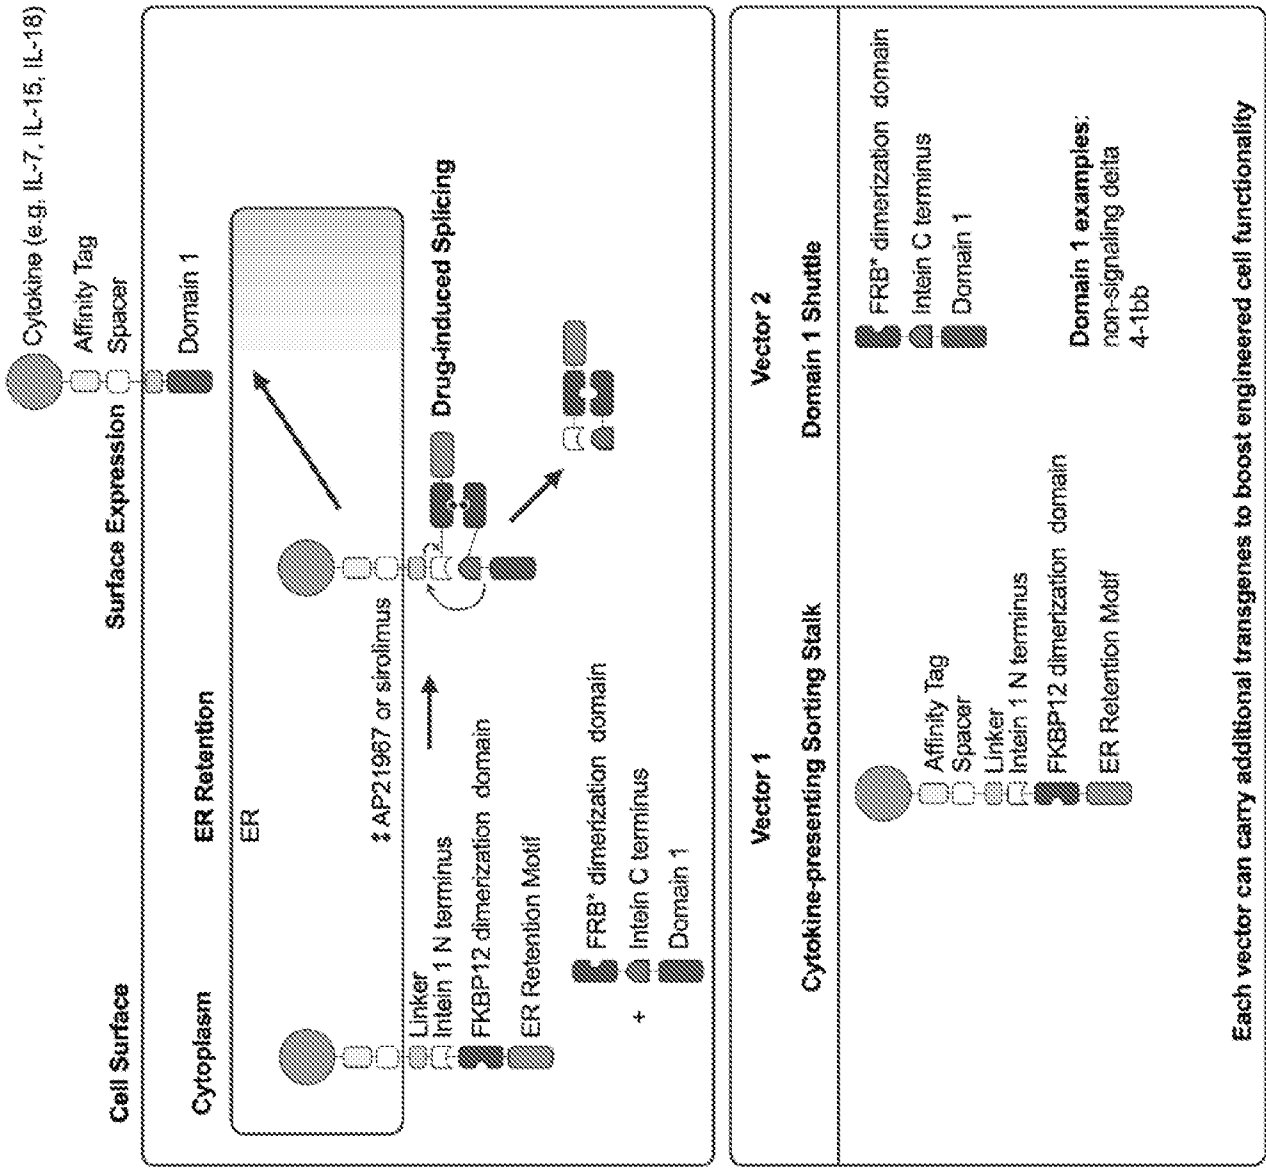 Cytokine (e.g. IL-7, IL-15, IL-18)
Affinity Tag
Spacer
Cell Surface
Surface Expression
Domain 1
Cytoplasm
ER Retention
ER
‡AP21967 or sirolimus
Linker
Intein 1 N terminus
FKBP12 dimerization domain
ER Retention Motif
Drug-induced Splicing
+
FRB* dimerization domain
Intein C terminus
Domain 1
Vector 1
Cytokine-presenting Sorting Stalk
Affinity Tag
Spacer
Linker
Intein 1 N terminus
FKBP12 dimerization domain
ER Retention Motif
Vector 2
Domain 1 Shuttle
FRB* dimerization domain
Intein C terminus
Domain 1
Domain 1 examples:
non-signaling delta
4-1bb
Each vector can carry additional transgenes to boost engineered cell functionality